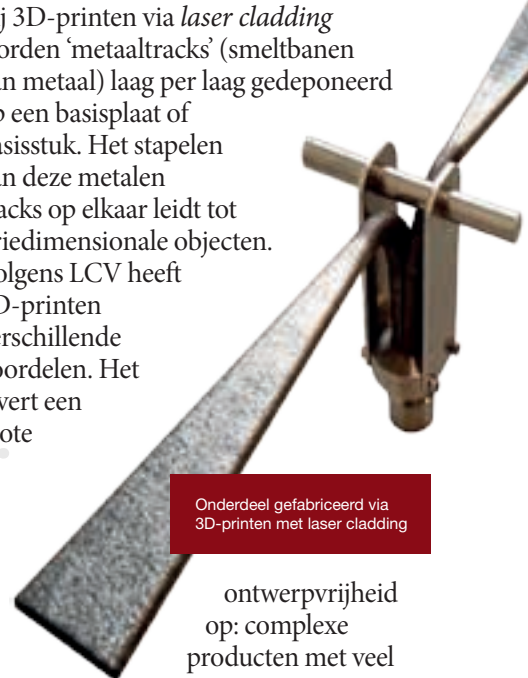 ij 3D-printen via laser cladding
orden ‘metaaltracks’ (smeltbanen
an metaal) laag per laag gedeponeerd
p een basisplaat of
asisstuk. Het stapelen
an deze metalen
acks op elkaar leidt tot
riedimensionale objecten.
olgens LCV heeft
D-printen
erschillende
oordelen. Het
vert een
ote
Onderdeel gefabriceerd via
3D-printen met laser cladding
ontwerpvrijheid
op: complexe
producten met veel